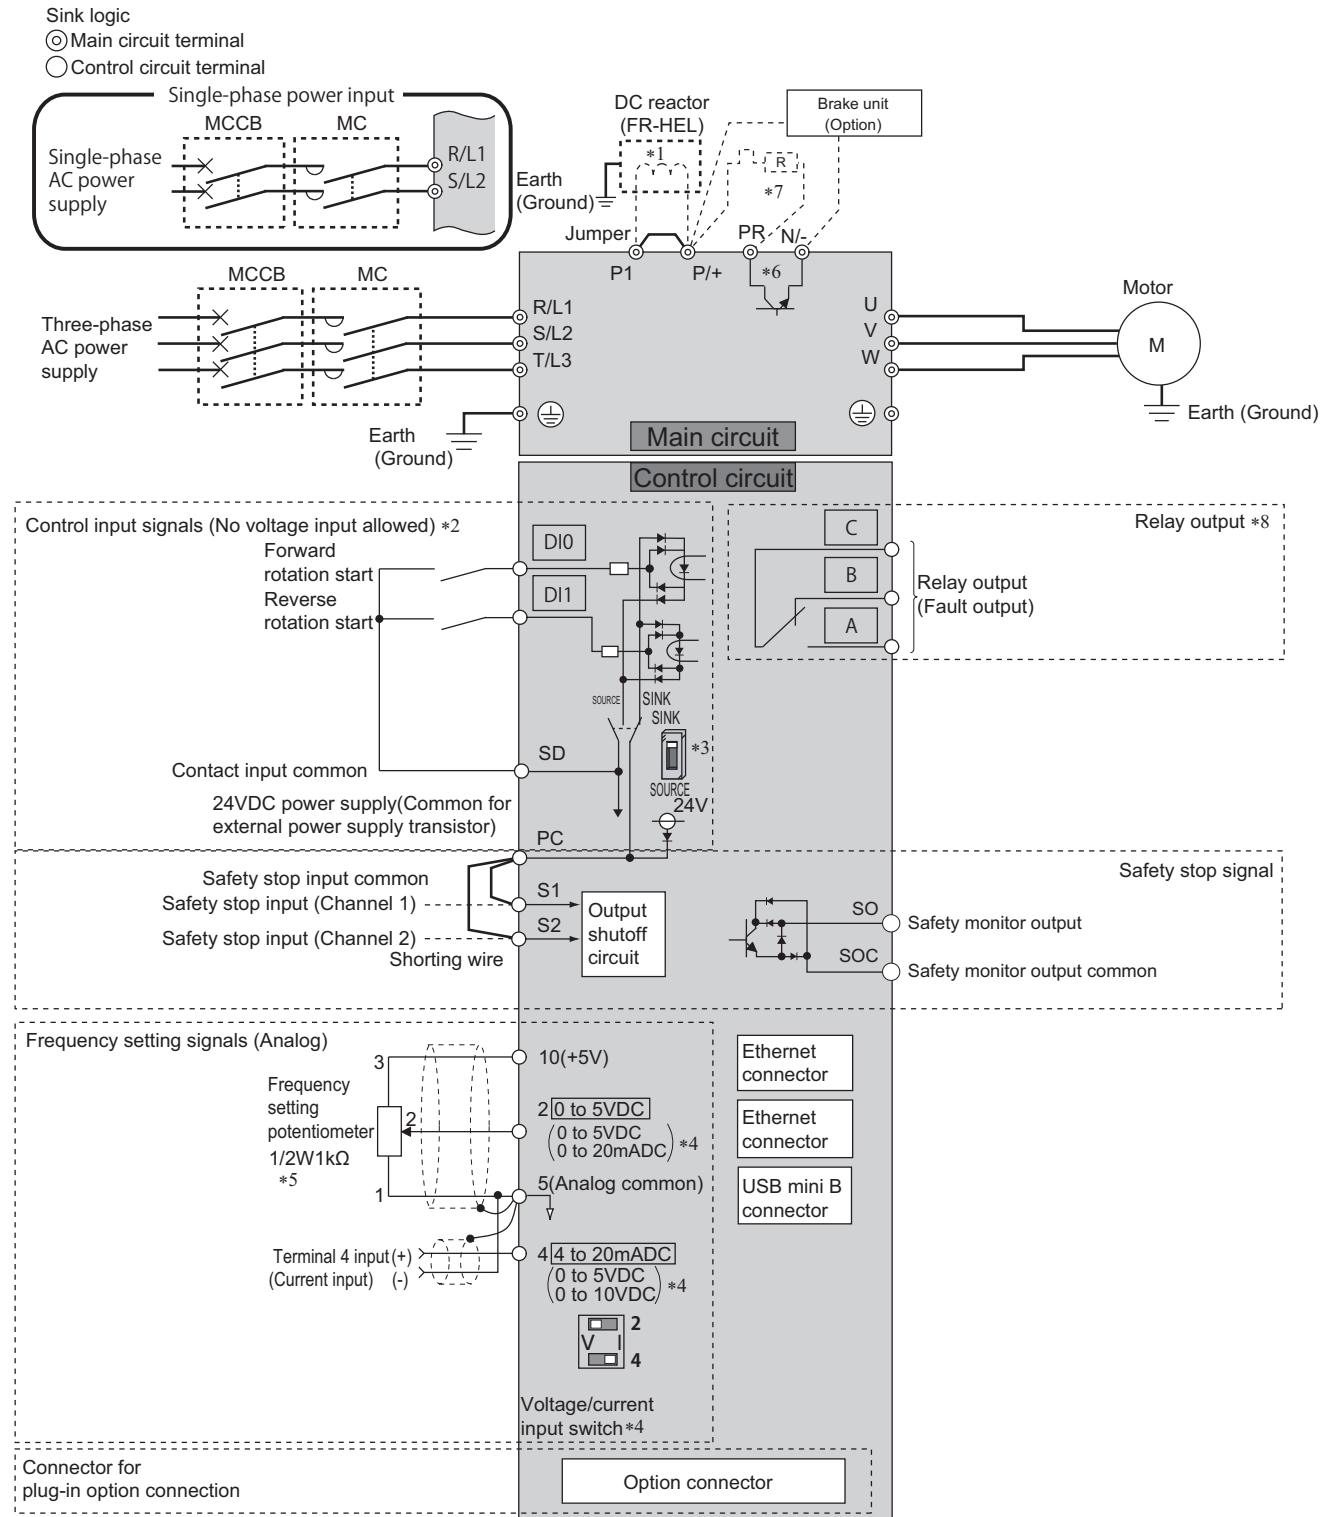 Sink logic
Main circuit terminal
Control circuit terminal
Single-phase power input
MCCB MC
Single-phase
AC power
supply
R/L1
S/L2
Earth
(Ground)
DC reactor
(FR-HEL)
*1
Brake unit
(Option)
R
*7
Jumper
P1 P/+ PR N/-
*6
MCCB MC
Three-phase
AC power
supply
R/L1
S/L2
T/L3
U
V
W
Motor
M
Earth (Ground)
Earth
(Ground)
Main circuit
Control circuit
Control input signals (No voltage input allowed) *2
Forward
rotation start
Reverse
rotation start
DI0
DI1
SOURCE SINK
SINK
*3
SOURCE
SD
Contact input common
24VDC power supply(Common for
external power supply transistor)
24V
PC
Relay output *8
C
B
A
Relay output
(Fault output)
Safety stop signal
Safety stop input common
Safety stop input (Channel 1)
Safety stop input (Channel 2)
Shorting wire
S1
S2
Output
shutoff
circuit
SO
Safety monitor output
SOC
Safety monitor output common
Frequency setting signals (Analog)
Frequency
setting
potentiometer
1/2W1kΩ
*5
3
2
1
10(+5V)
2 0 to 5VDC
(0 to 5VDC
0 to 20mADC) *4
5(Analog common)
Terminal 4 input (+)
(Current input) (-)
4 4 to 20mADC
(0 to 5VDC
0 to 10VDC) *4
2
V I
4
Voltage/current
input switch*4
Ethernet
connector
Ethernet
connector
USB mini B
connector
Connector for
plug-in option connection
Option connector